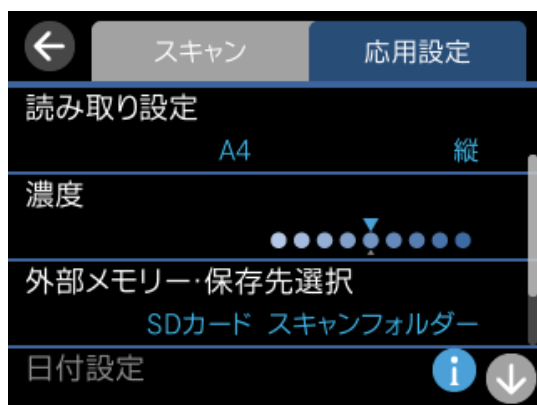 スキャン 応用設定
読み取り設定
A4 縦
濃度
外部メモリー・保存先選択
SDカード スキャンフォルダー
日付設定
i